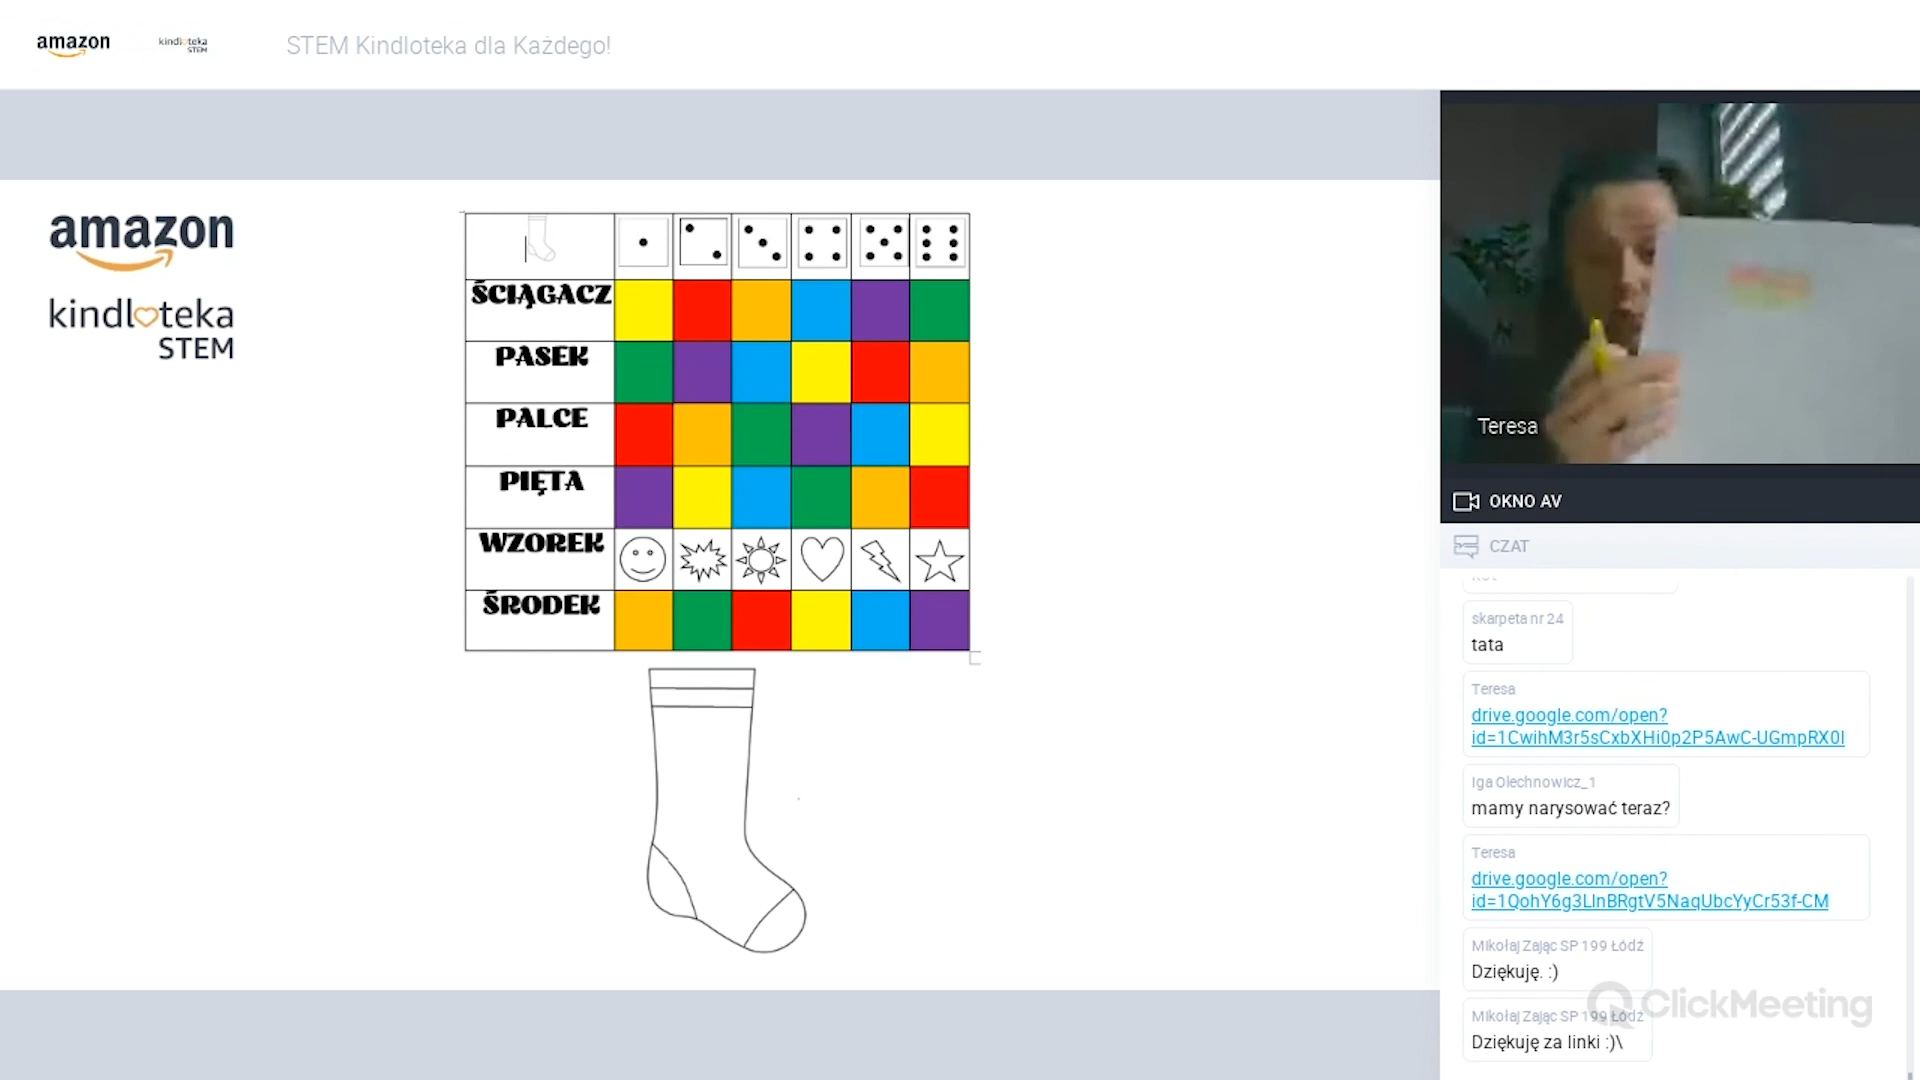 amazon
kindloteka
STEM
STEM Kindloteka dla Każdego!
amazon
kindloteka
STEM
ŚCIĄGACZ
PASEK
PALCE
PIĘTA
WZOREK
ŚRODEK
Teresa
OKNO AV
CZAT
skarpeta nr 24
tata
Teresa
drive.google.com/open?
id=1CwihM3r5sCxbXHi0p2P5AwC-UGmpRX0l
Iga Olechnowicz_1
mamy narysować teraz?
Teresa
drive.google.com/open?
id=1QohY6g3LlnBRgtV5NaqUbcYyCr53f-CM
Mikołaj Zając SP 199 Łódź
Dziękuję. :)
Mikołaj Zając SP 199 Łódź
Dziękuję za linki :)\
ClickMeeting